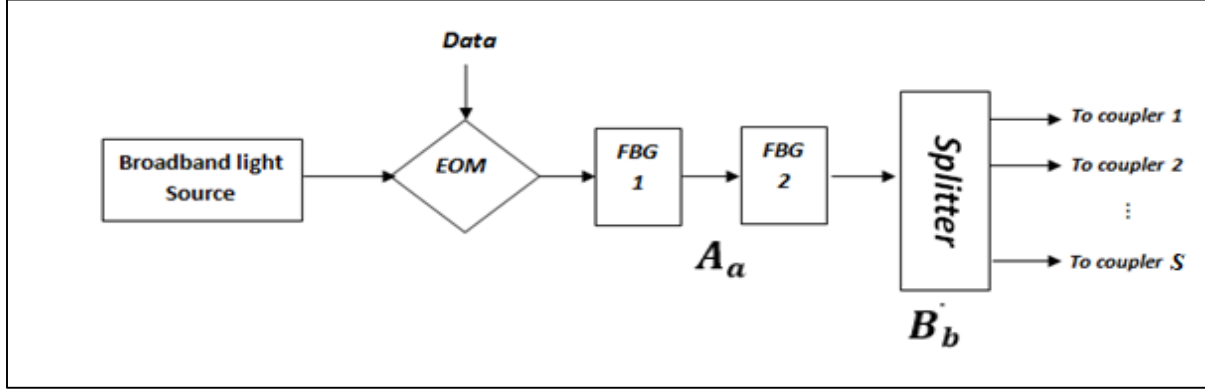 Data
Broadband light
Source
EOM
FBG
1
FBG
2
Splitter
To coupler 1
To coupler 2
⋮
To coupler S
A_a
B_b